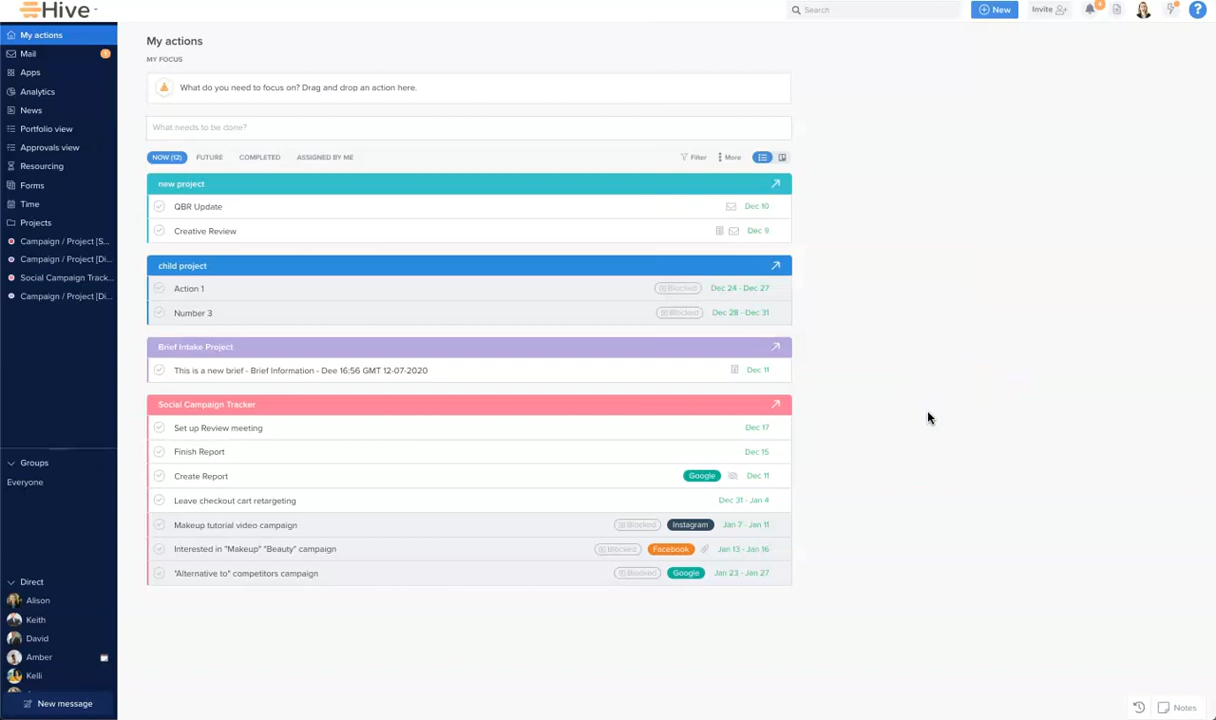 Hive
Search
New
Invite
4
?
My actions
Mail
1
Apps
Analytics
News
Portfolio view
Approvals view
Resourcing
Forms
Time
Projects
Campaign / Project [S...
Campaign / Project [Di...
Social Campaign Track...
Campaign / Project [Di...
Groups
Everyone
Direct
Alison
Keith
David
Amber
Kelli
New message
My actions
MY FOCUS
What do you need to focus on? Drag and drop an action here.
What needs to be done?
NOW (12) FUTURE COMPLETED ASSIGNED BY ME Filter More
new project
QBR Update Dec 10
Creative Review Dec 9
child project
Action 1 Blocked Dec 24 - Dec 27
Number 3 Blocked Dec 28 - Dec 31
Brief Intake Project
This is a new brief - Brief Information - Dee 16:56 GMT 12-07-2020 Dec 11
Social Campaign Tracker
Set up Review meeting Dec 17
Finish Report Dec 15
Create Report Google Dec 11
Leave checkout cart retargeting Dec 31 - Jan 4
Makeup tutorial video campaign Blocked Instagram Jan 7 - Jan 11
Interested in "Makeup" "Beauty" campaign Blocked Facebook Jan 13 - Jan 16
"Alternative to" competitors campaign Blocked Google Jan 23 - Jan 27
Notes